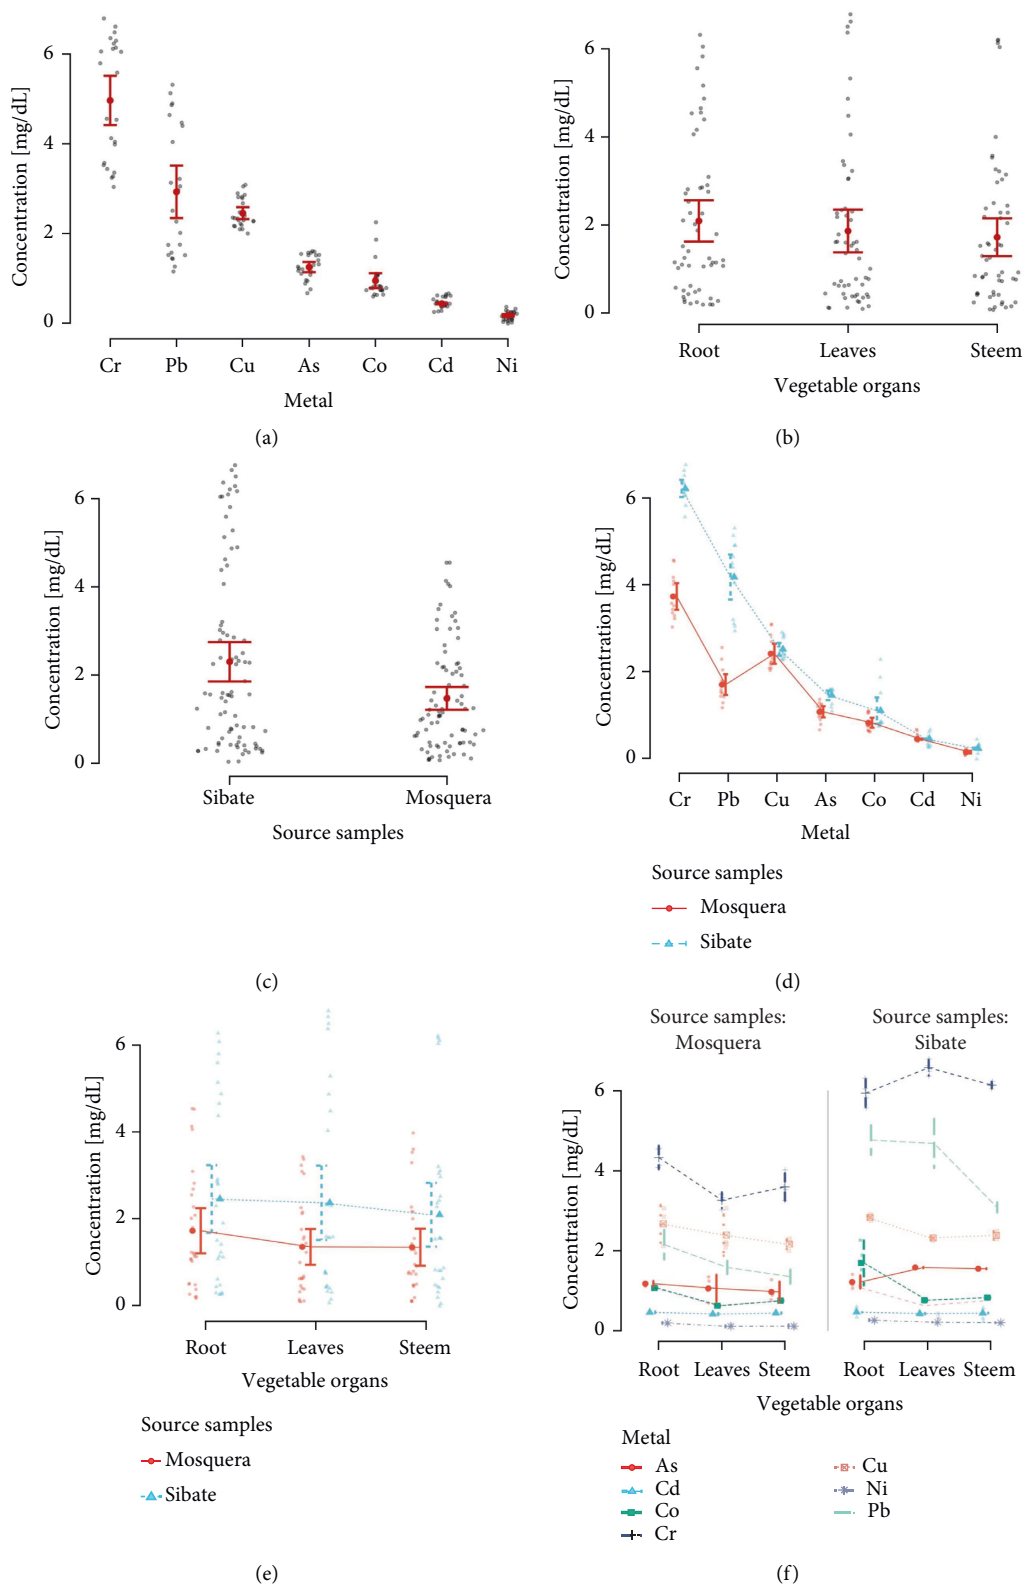 6
4
2
0
Concentration [mg/dL]
Cr Pb Cu As Co Cd Ni
Metal
(a)
6
4
2
0
Concentration [mg/dL]
Root Leaves Steem
Vegetable organs
(b)
6
4
2
0
Concentration [mg/dL]
Sibate Mosquera
Source samples
(c)
6
4
2
0
Concentration [mg/dL]
Cr Pb Cu As Co Cd Ni
Metal
Source samples
Mosquera
Sibate
(d)
6
4
2
0
Concentration [mg/dL]
Root Leaves Steem
Vegetable organs
Source samples
Mosquera
Sibate
(e)
Source samples:
Mosquera
Source samples:
Sibate
6
4
2
0
Concentration [mg/dL]
Root Leaves Steem Root Leaves Steem
Vegetable organs
Metal
As
Cd
Co
Cr
Cu
Ni
Pb
(f)